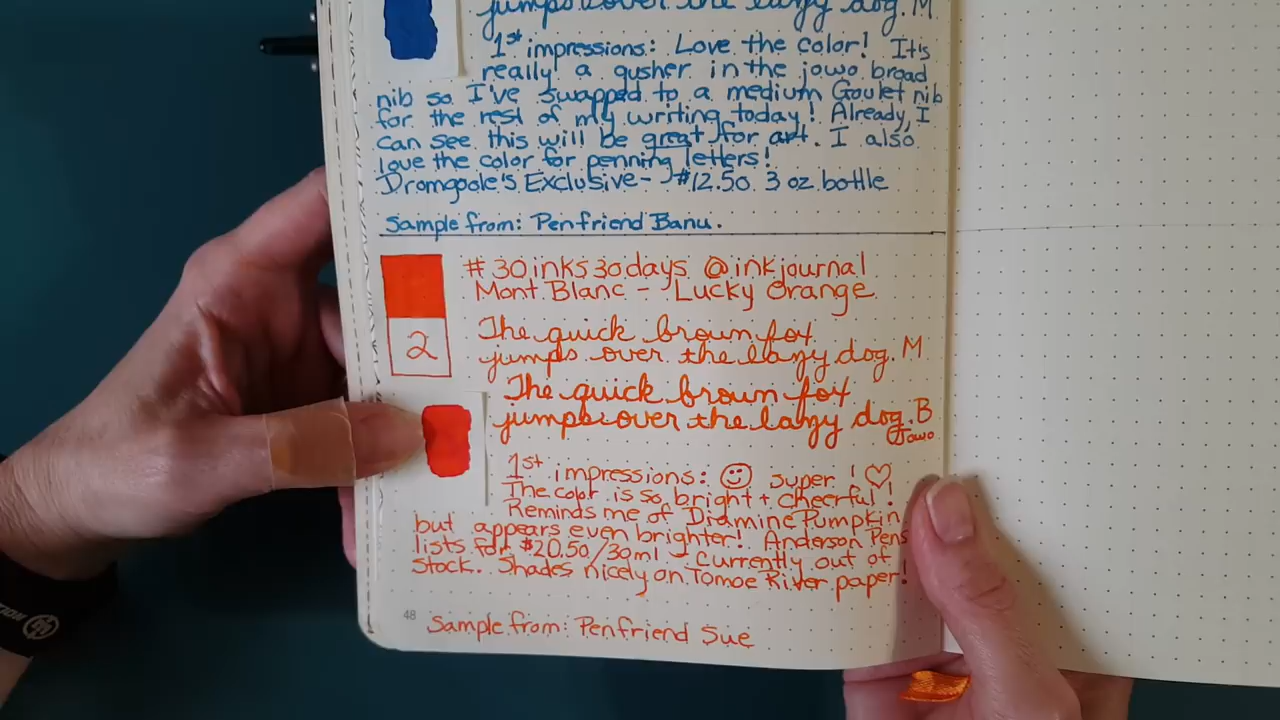 jumps over the lazy dog. M
1st impressions: Love the color! It's
really a gusher in the jowo broad
nib so I've swapped to a medium Goulet nib
for the rest of my writing today! Already, I
can see this will be great for art. I also
love the color for penning letters!
Dromgoole's Exclusive - $12.50 3 oz bottle
Sample from: Penfriend Banu.
#30inks30days @inkjournal
Mont Blanc - Lucky Orange
2
The quick brown fox
jumps over the lazy dog. M
The quick brown fox
jumps over the lazy dog. B
Jowo
1st impressions: ☺ super! ♡
The color is so bright + cheerful!
Reminds me of Diamine Pumpkin
but appears even brighter! Anderson Pens
lists for $20.50/30ml - Currently out of
stock. Shades nicely on Tomoe River paper!
48
Sample from: Penfriend Sue